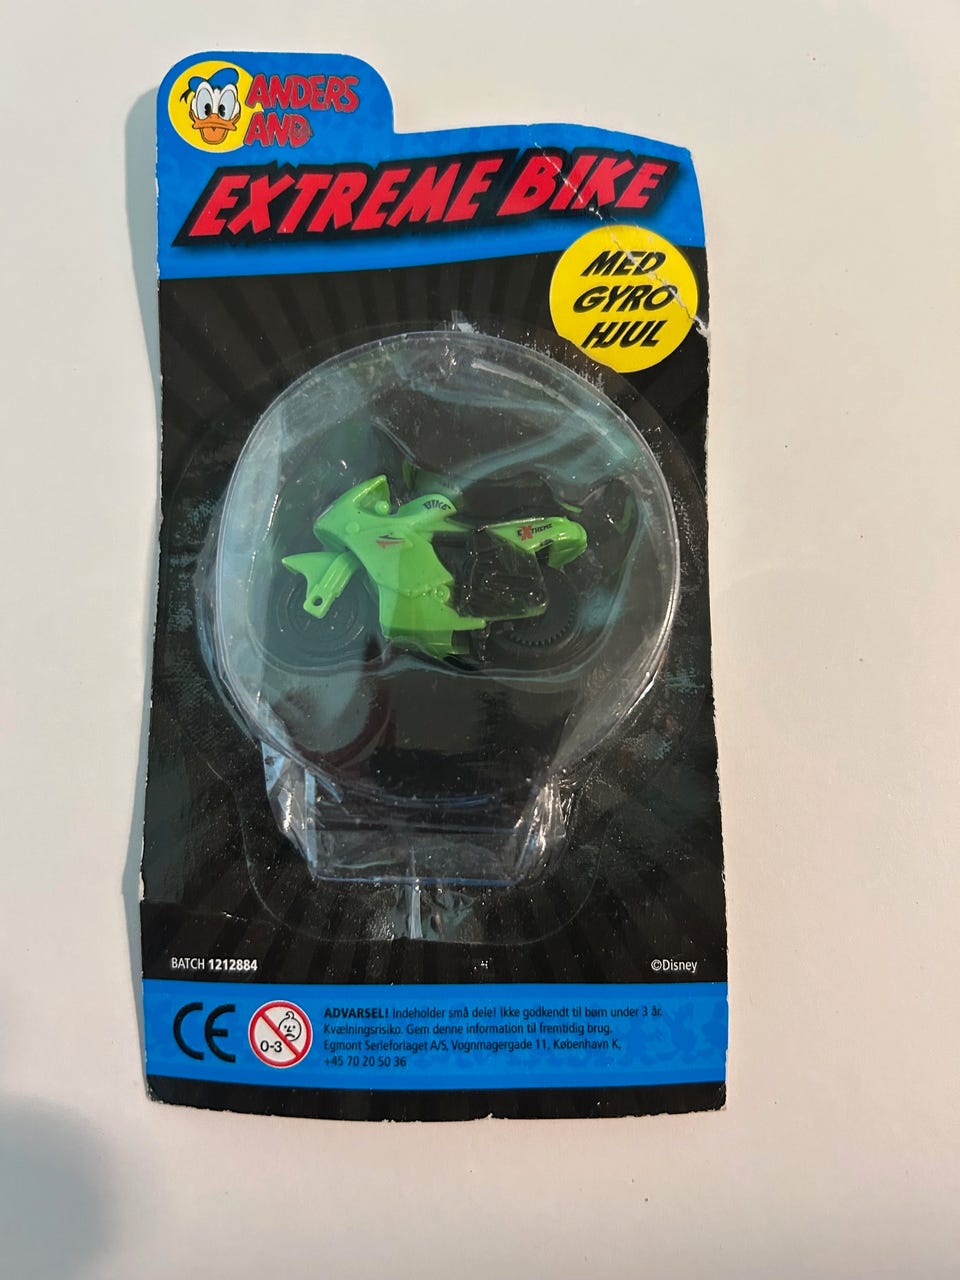 ANDERS
AND
EXTREME BIKE
MED
GYRO
HJUL
BIKE
EXTREME
BATCH 1212884
©Disney
CE
0-3
ADVARSEL! Indeholder små dele! Ikke godkendt til børn under 3 år.
Kvælningsrisiko. Gem denne information til fremtidig brug.
Egmont Serieforlaget A/S, Vognmagergade 11, København K,
+45 70 20 50 36